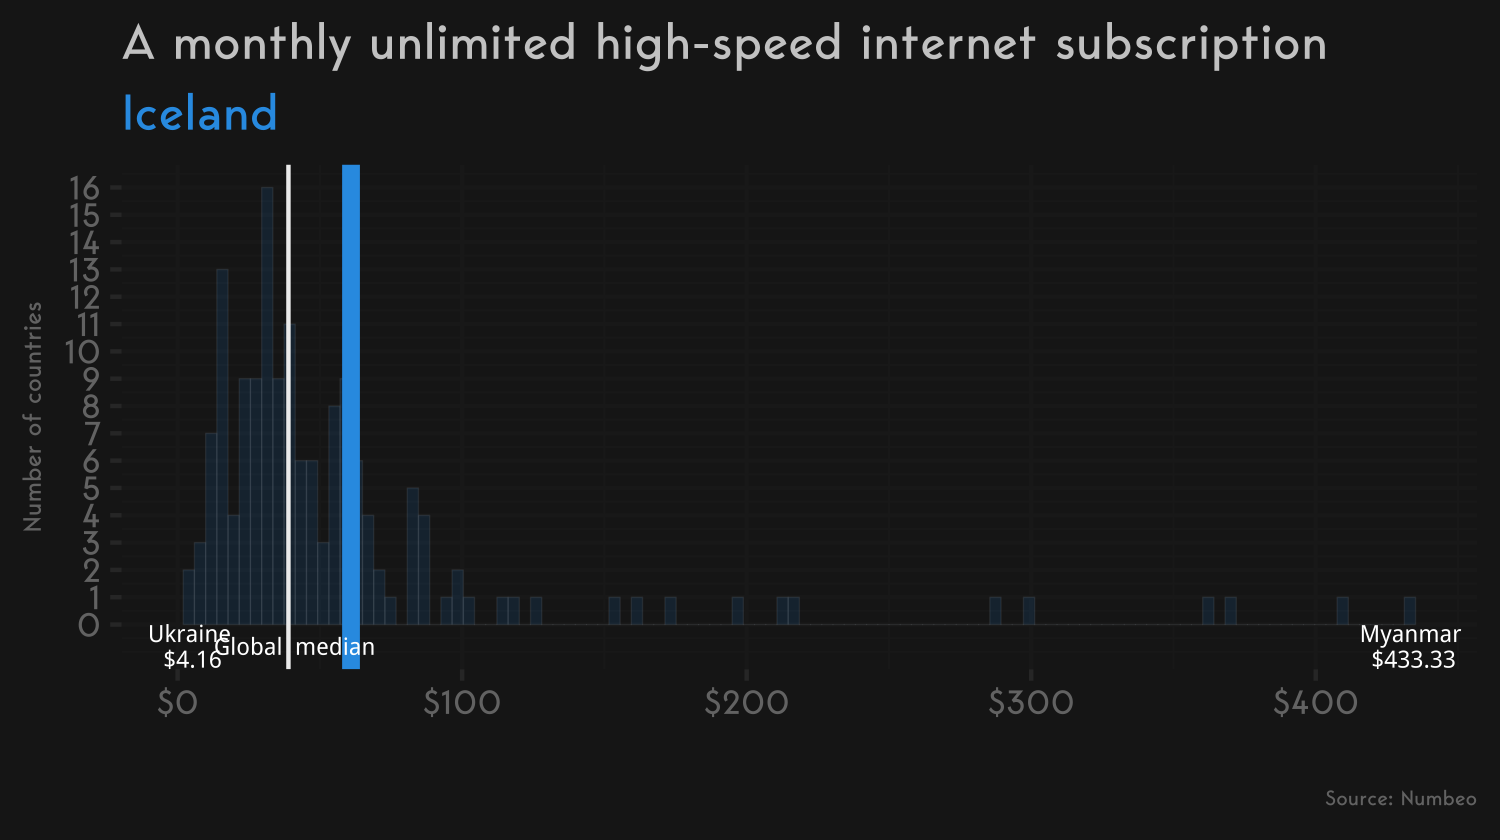 A monthly unlimited high-speed internet subscription
Iceland
Number of countries
16
15
14
13
12
11
10
9
8
7
6
5
4
3
2
1
0
Ukraine
$4.16
Global median
Myanmar
$433.33
$0 $100 $200 $300 $400
Source: Numbeo